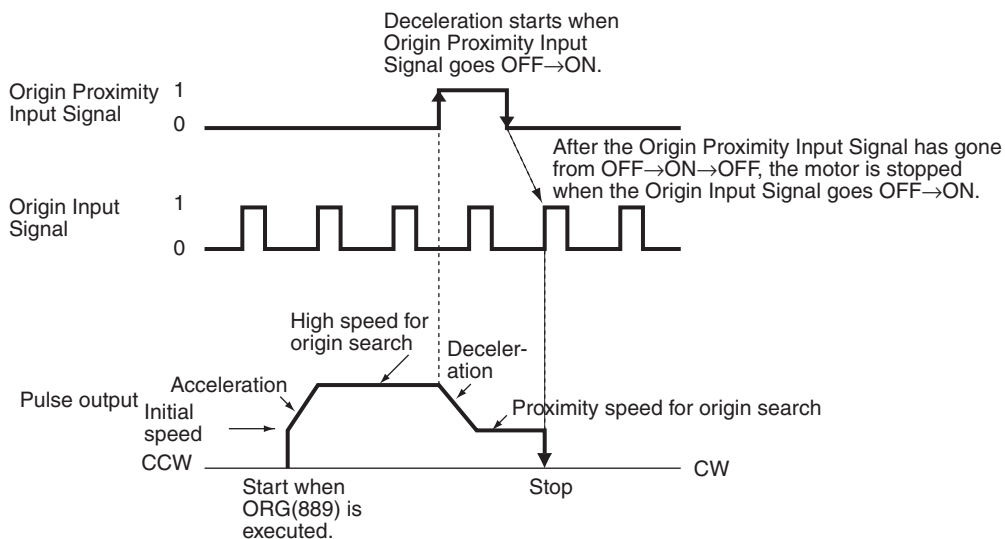 Deceleration starts when
Origin Proximity Input
Signal goes OFF→ON.
Origin Proximity
Input Signal
1
0
After the Origin Proximity Input Signal has gone
from OFF→ON→OFF, the motor is stopped
when the Origin Input Signal goes OFF→ON.
Origin Input
Signal
1
0
High speed for
origin search
Deceler-
ation
Acceleration
Pulse output
Initial
speed
Proximity speed for origin search
CCW
CW
Start when
ORG(889) is
executed.
Stop